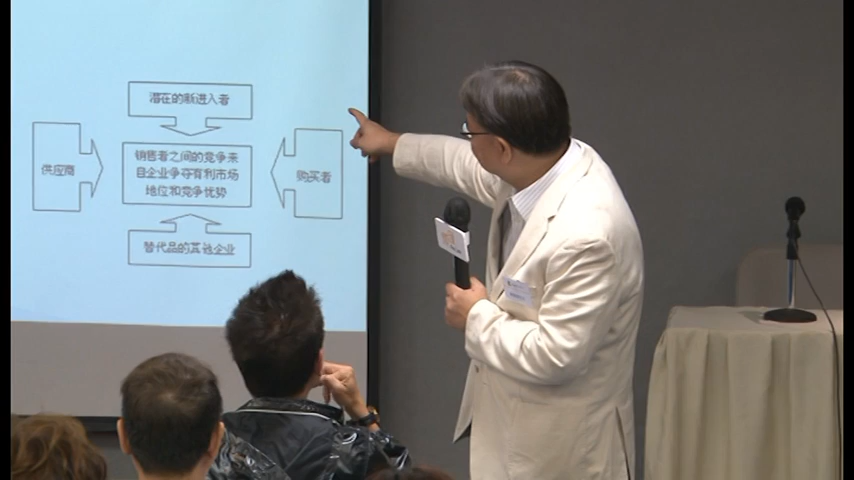 潜在的新进入者
供应商
销售者之间的竞争来
自企业争夺有利市场
地位和竞争优势
购买者
替代品的其他企业